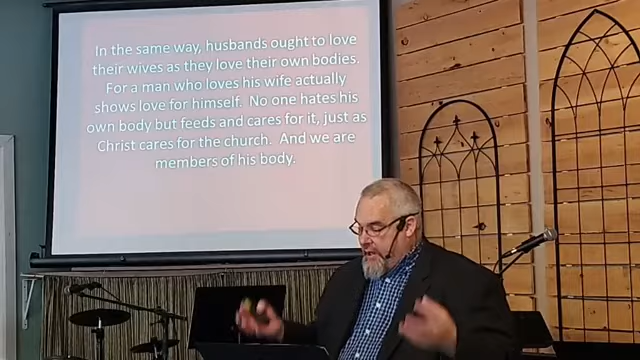 In the same way, husbands ought to love
their wives as they love their own bodies.
For a man who loves his wife actually
shows love for himself. No one hates his
own body but feeds and cares for it, just as
Christ cares for the church. And we are
members of his body.